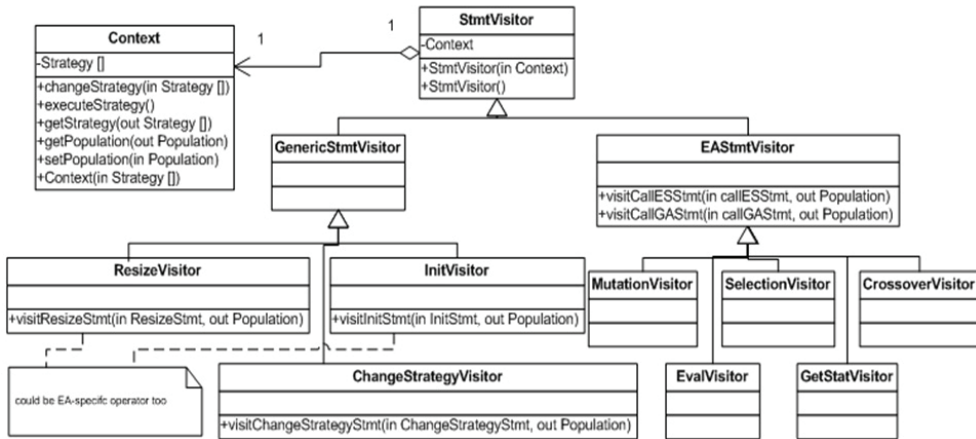 Context
-Strategy []
+changeStrategy(in Strategy [])
+executeStrategy()
+getStrategy(out Strategy [])
+getPopulation(out Population)
+setPopulation(in Population)
+Context(in Strategy [])
1
1
StmtVisitor
-Context
+StmtVisitor(in Context)
+StmtVisitor()
GenericStmtVisitor
EAStmtVisitor
+visitCallESStmt(in callESStmt, out Population)
+visitCallGAStmt(in callGAStmt, out Population)
ResizeVisitor
+visitResizeStmt(in ResizeStmt, out Population)
InitVisitor
+visitInitStmt(in InitStmt, out Population)
MutationVisitor
SelectionVisitor
CrossoverVisitor
could be EA-specifc operator too
ChangeStrategyVisitor
+visitChangeStrategyStmt(in ChangeStrategyStmt, out Population)
EvalVisitor
GetStatVisitor